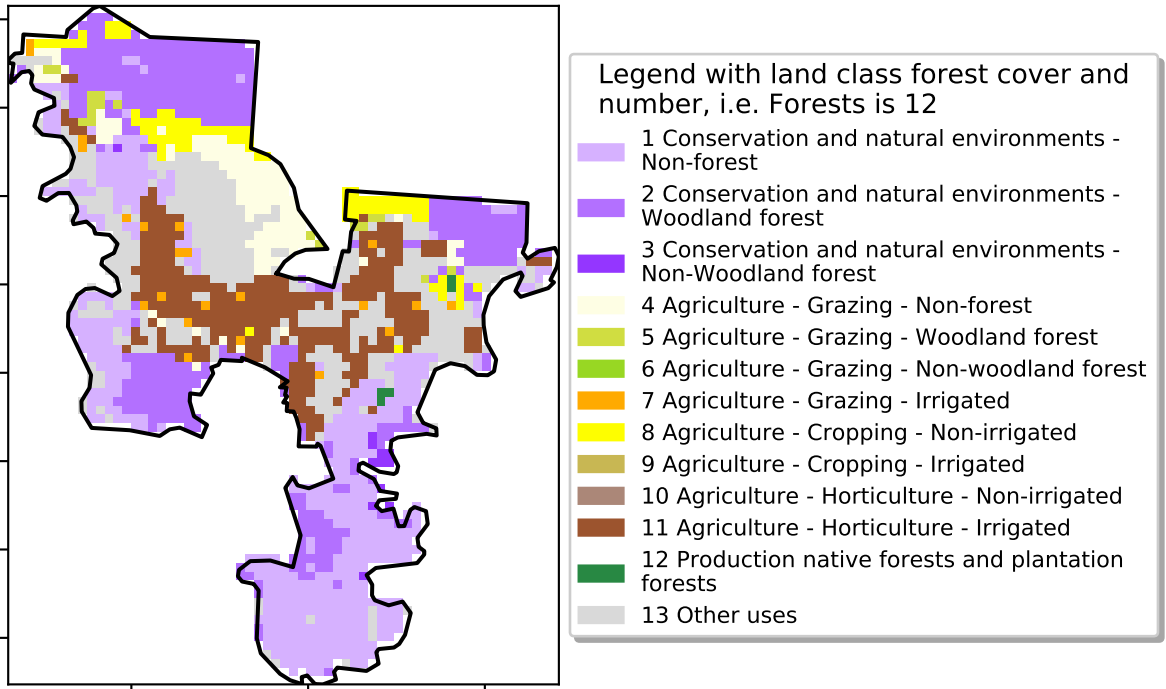 Legend with land class forest cover and
number, i.e. Forests is 12
1 Conservation and natural environments -
Non-forest
2 Conservation and natural environments -
Woodland forest
3 Conservation and natural environments -
Non-Woodland forest
4 Agriculture - Grazing - Non-forest
5 Agriculture - Grazing - Woodland forest
6 Agriculture - Grazing - Non-woodland forest
7 Agriculture - Grazing - Irrigated
8 Agriculture - Cropping - Non-irrigated
9 Agriculture - Cropping - Irrigated
10 Agriculture - Horticulture - Non-irrigated
11 Agriculture - Horticulture - Irrigated
12 Production native forests and plantation
forests
13 Other uses